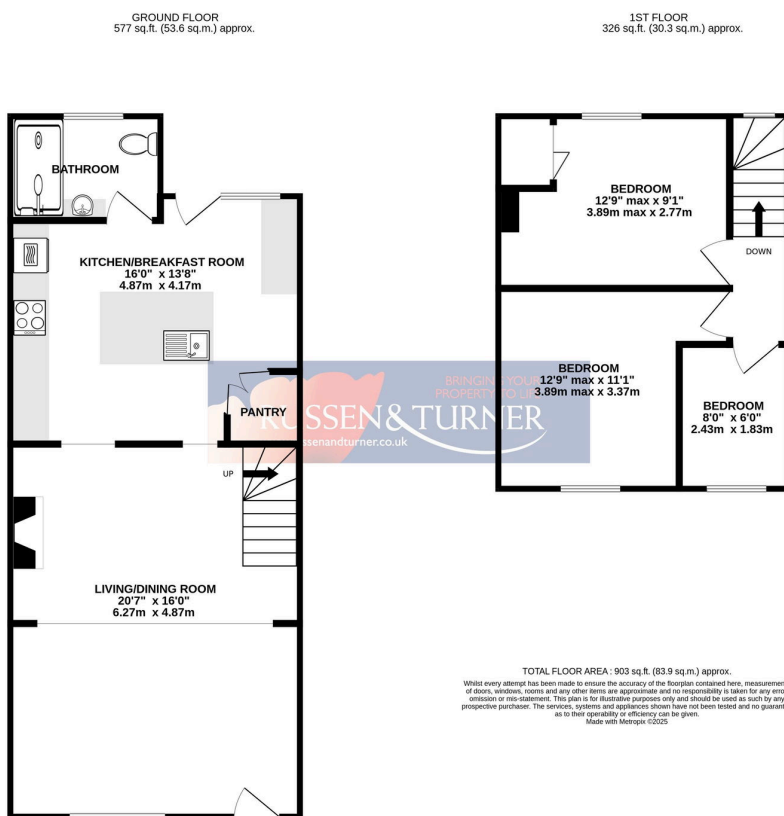 GROUND FLOOR
577 sq.ft. (53.6 sq.m.) approx.
1ST FLOOR
326 sq.ft. (30.3 sq.m.) approx.
BATHROOM
KITCHEN/BREAKFAST ROOM
16'0" x 13'8"
4.87m x 4.17m
PANTRY
UP
LIVING/DINING ROOM
20'7" x 16'0"
6.27m x 4.87m
BEDROOM
12'9" max x 9'1"
3.89m max x 2.77m
DOWN
BEDROOM
12'9" max x 11'1"
3.89m max x 3.37m
BEDROOM
8'0" x 6'0"
2.43m x 1.83m
BRINGING YOUR
PROPERTY TO LIFE
RUSSEN & TURNER
ssenandturner.co.uk
TOTAL FLOOR AREA : 903 sq.ft. (83.9 sq.m.) approx.
Whilst every attempt has been made to ensure the accuracy of the floorplan contained here, measuremen
of doors, windows, rooms and any other items are approximate and no responsibility is taken for any erro
omission or mis-statement. This plan is for illustrative purposes only and should be used as such by any
prospective purchaser. The services, systems and appliances shown have not been tested and no guarant
as to their operability or efficiency can be given.
Made with Metropix ©2025